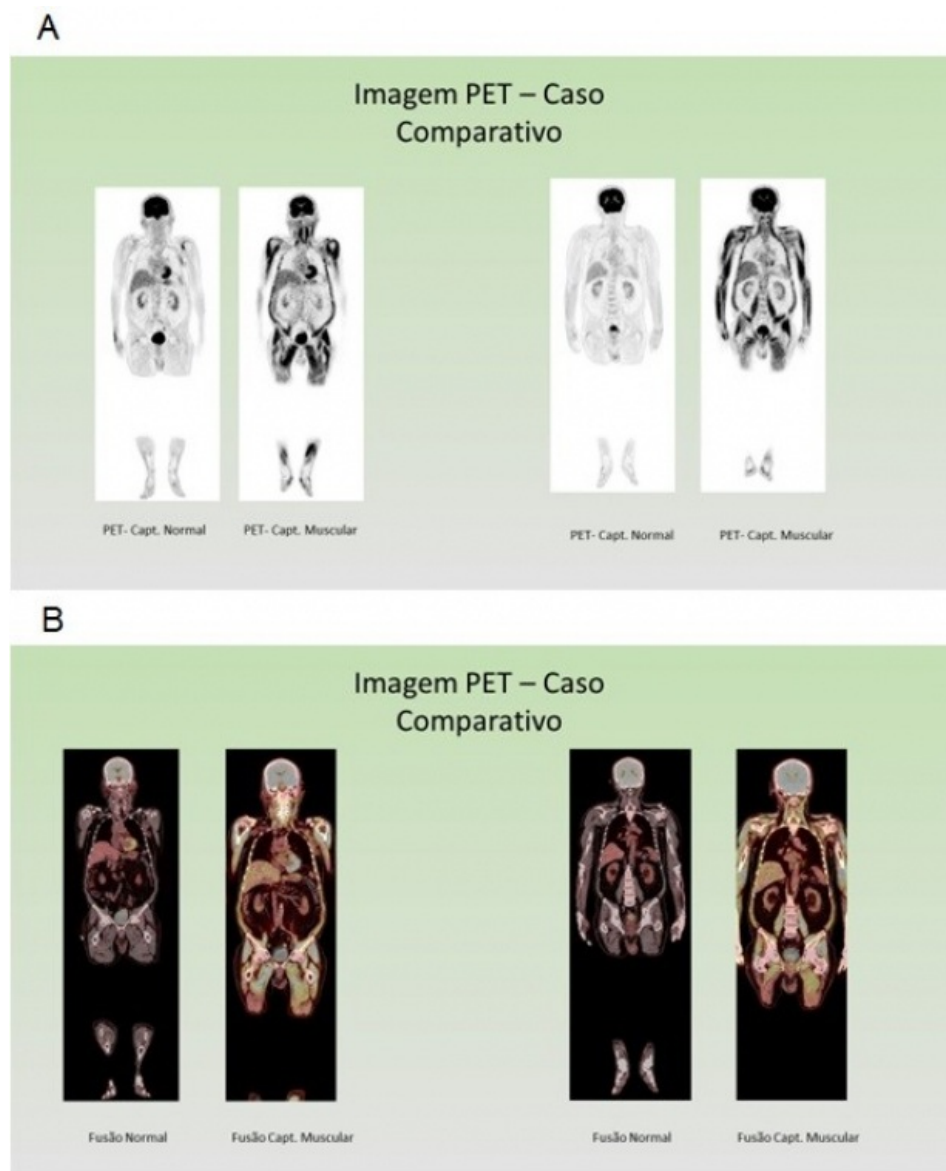 A
Imagem PET – Caso
Comparativo
PET- Capt. Normal
PET- Capt. Muscular
PET- Capt. Normal
PET- Capt. Muscular
B
Imagem PET – Caso
Comparativo
Fusão Normal
Fusão Capt. Muscular
Fusão Normal
Fusão Capt. Muscular